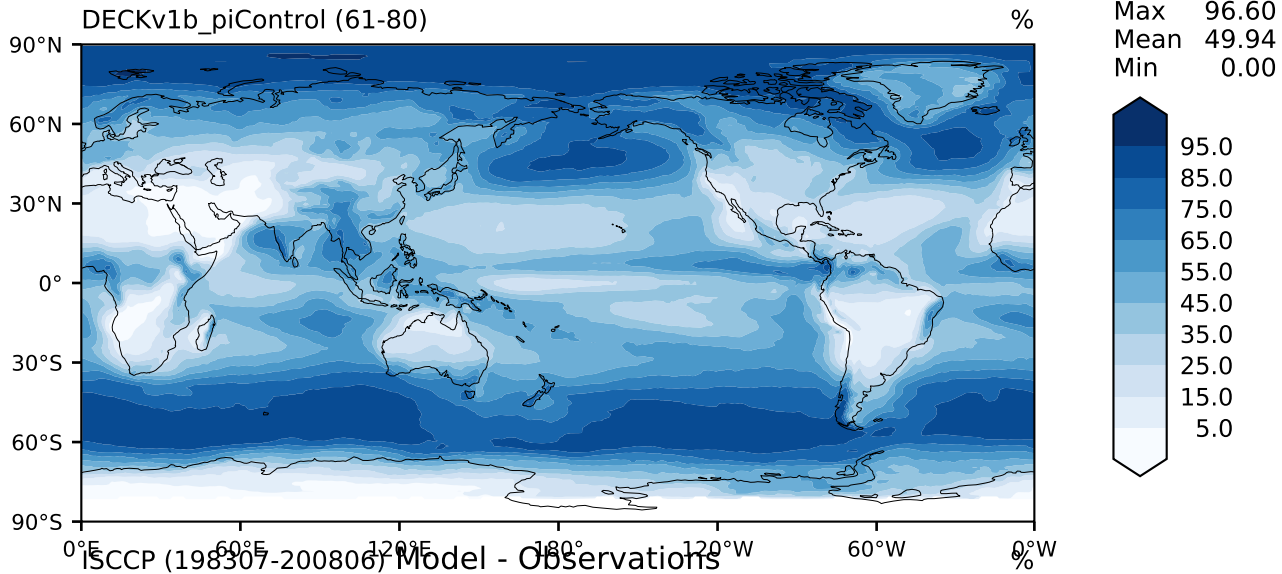 DECKv1b_piControl (61-80) %
Max 96.60
Mean 49.94
Min 0.00
90°N
60°N
30°N
0°
30°S
60°S
90°S
0°E 60°E 120°E 180° 120°W 60°W 0°W
ISCCP (198307-200806) Model - Observations %
95.0
85.0
75.0
65.0
55.0
45.0
35.0
25.0
15.0
5.0